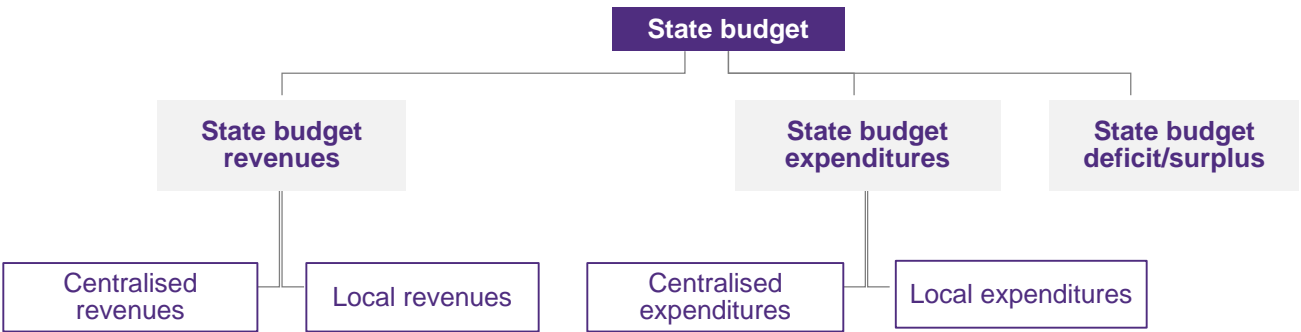 State budget
State budget
revenues
State budget
expenditures
State budget
deficit/surplus
Centralised
revenues
Local revenues
Centralised
expenditures
Local expenditures